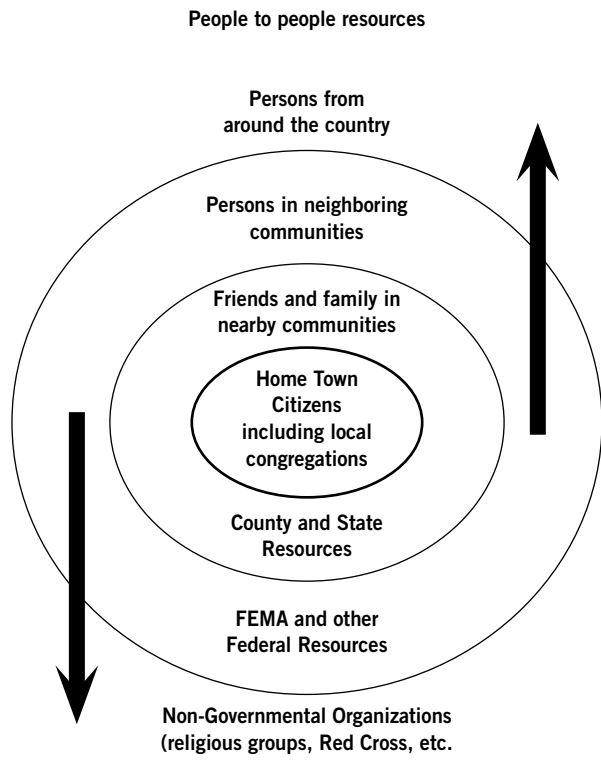 People to people resources
Persons from
around the country
Persons in neighboring
communities
Friends and family in
nearby communities
Home Town
Citizens
including local
congregations
County and State
Resources
FEMA and other
Federal Resources
Non-Governmental Organizations
(religious groups, Red Cross, etc.